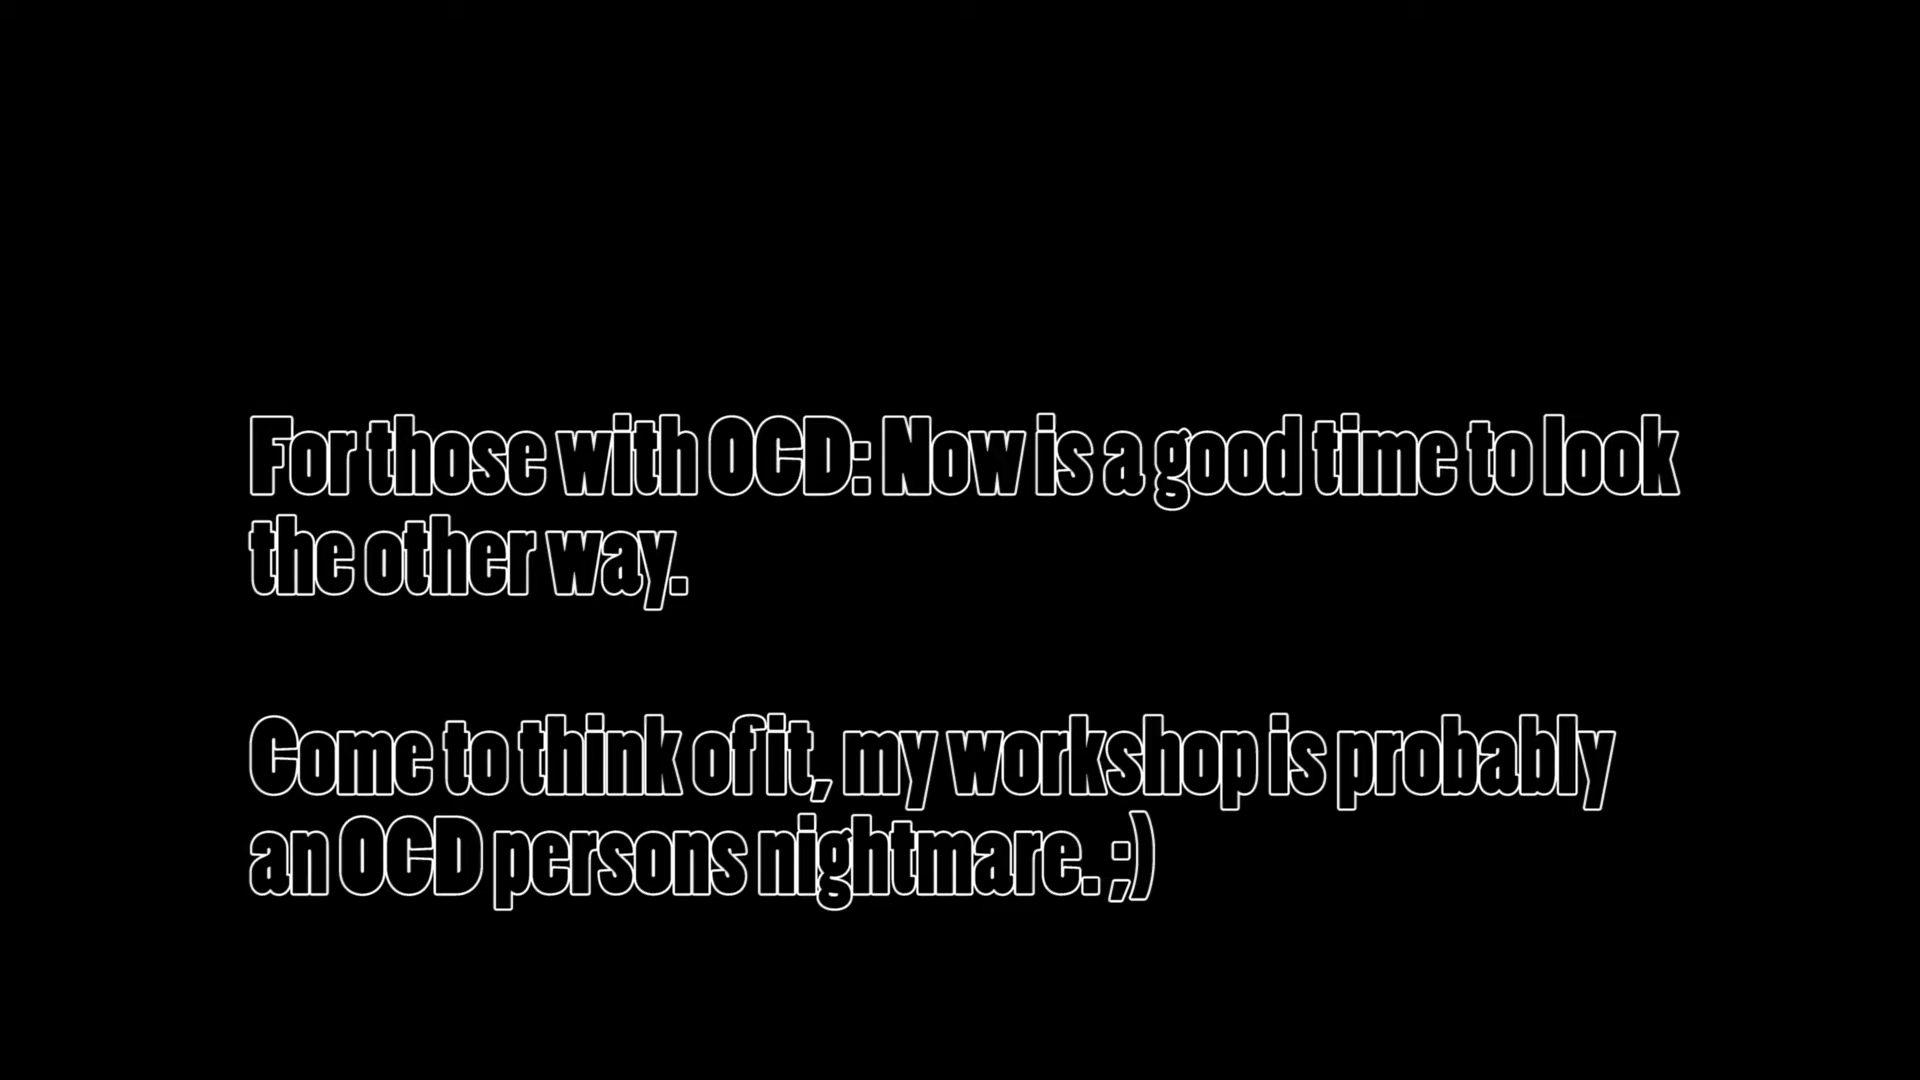 For those with OCD: Now is a good time to look
the other way.
Come to think of it, my workshop is probably
an OCD persons nightmare. ;)